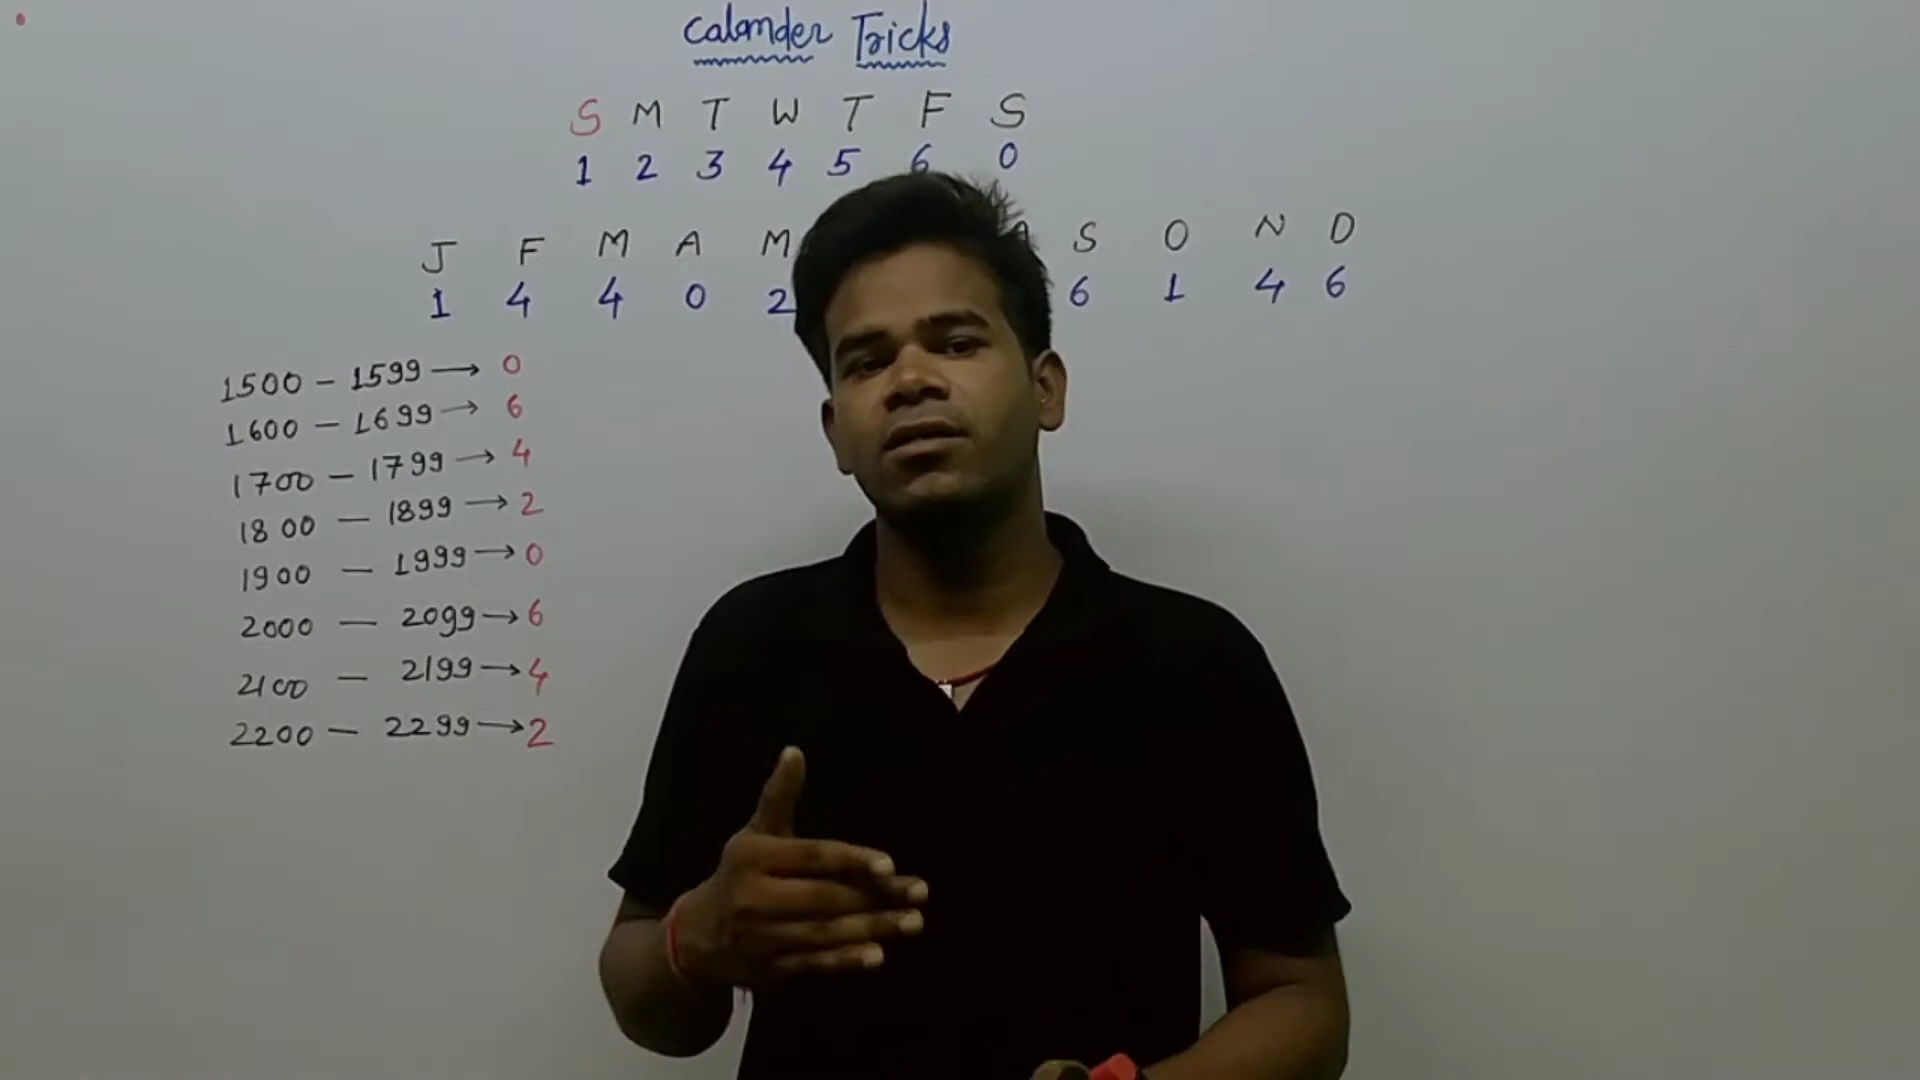 Calander Tricks
S M T W T F S
1 2 3 4 5 6 0
J F M A M A S O N D
1 4 4 0 2 6 1 4 6
1500 - 1599 → 0
1600 - 1699 → 6
1700 - 1799 → 4
1800 - 1899 → 2
1900 - 1999 → 0
2000 - 2099 → 6
2100 - 2199 → 4
2200 - 2299 → 2